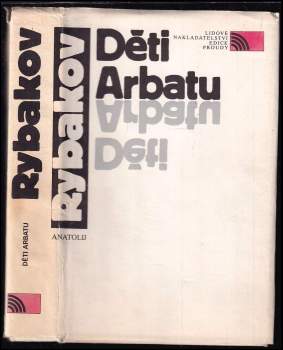 Rybakov
DĚTI ARBATU
Rybakov
ANATOLIJ
Děti
Arbatu
Arbatu
Děti
LIDOVÉ
NAKLADATELSTVÍ
EDICE
PROUDY